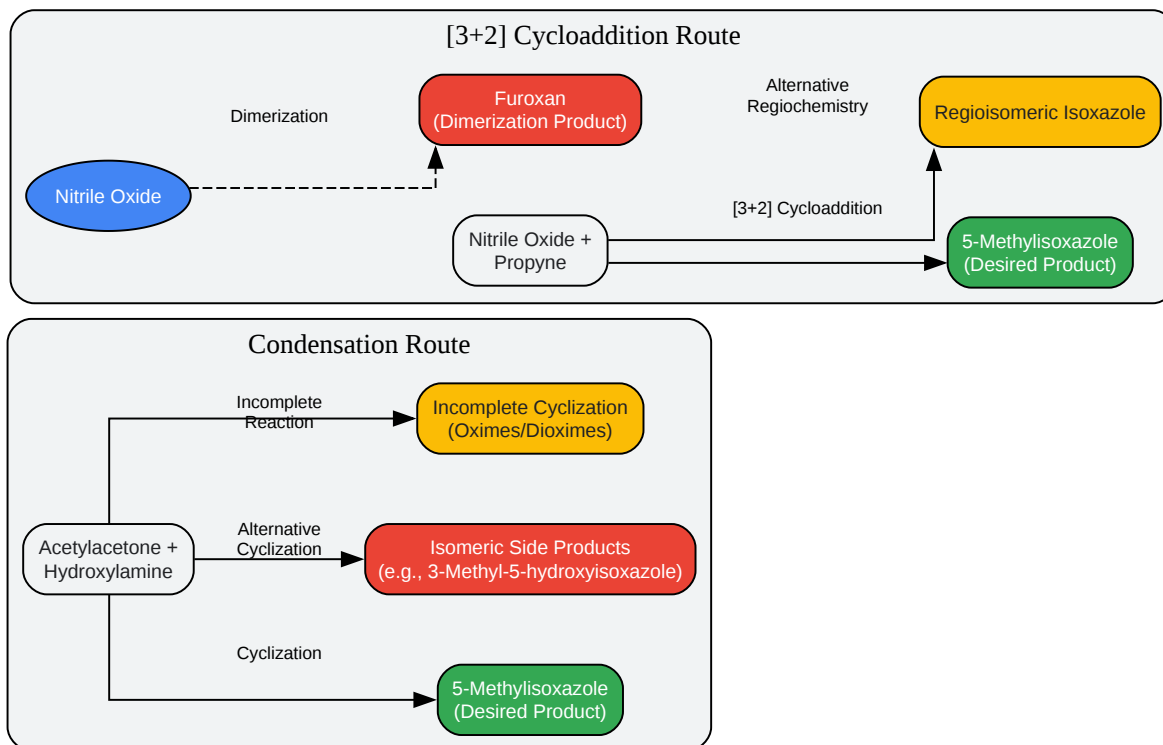 [3+2] Cycloaddition Route
Dimerization
Furoxan
(Dimerization Product)
Alternative
Regiochemistry
Regioisomeric Isoxazole
Nitrile Oxide
Nitrile Oxide +
Propyne
[3+2] Cycloaddition
5-Methylisoxazole
(Desired Product)
Condensation Route
Incomplete
Reaction
Incomplete Cyclization
(Oximes/Dioximes)
Acetylacetone +
Hydroxylamine
Alternative
Cyclization
Isomeric Side Products
(e.g., 3-Methyl-5-hydroxyisoxazole)
Cyclization
5-Methylisoxazole
(Desired Product)